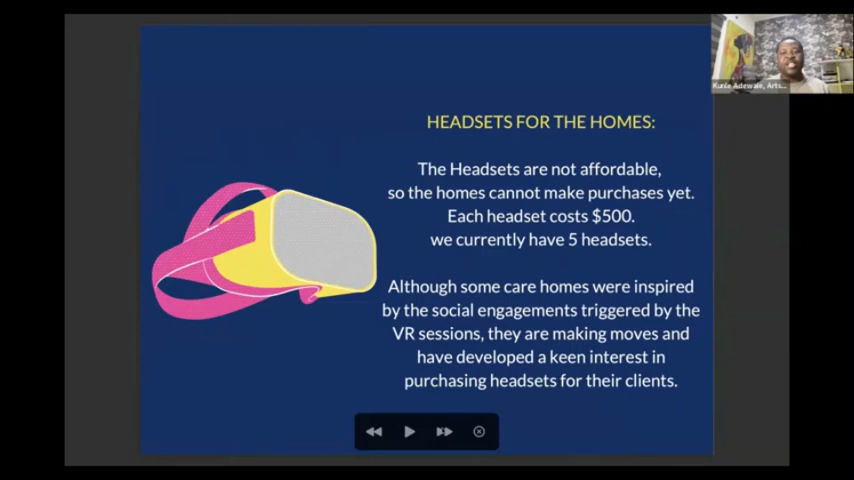 Kunle Adewale, Arts...
HEADSETS FOR THE HOMES:
The Headsets are not affordable,
so the homes cannot make purchases yet.
Each headset costs $500.
we currently have 5 headsets.
Although some care homes were inspired
by the social engagements triggered by the
VR sessions, they are making moves and
have developed a keen interest in
purchasing headsets for their clients.